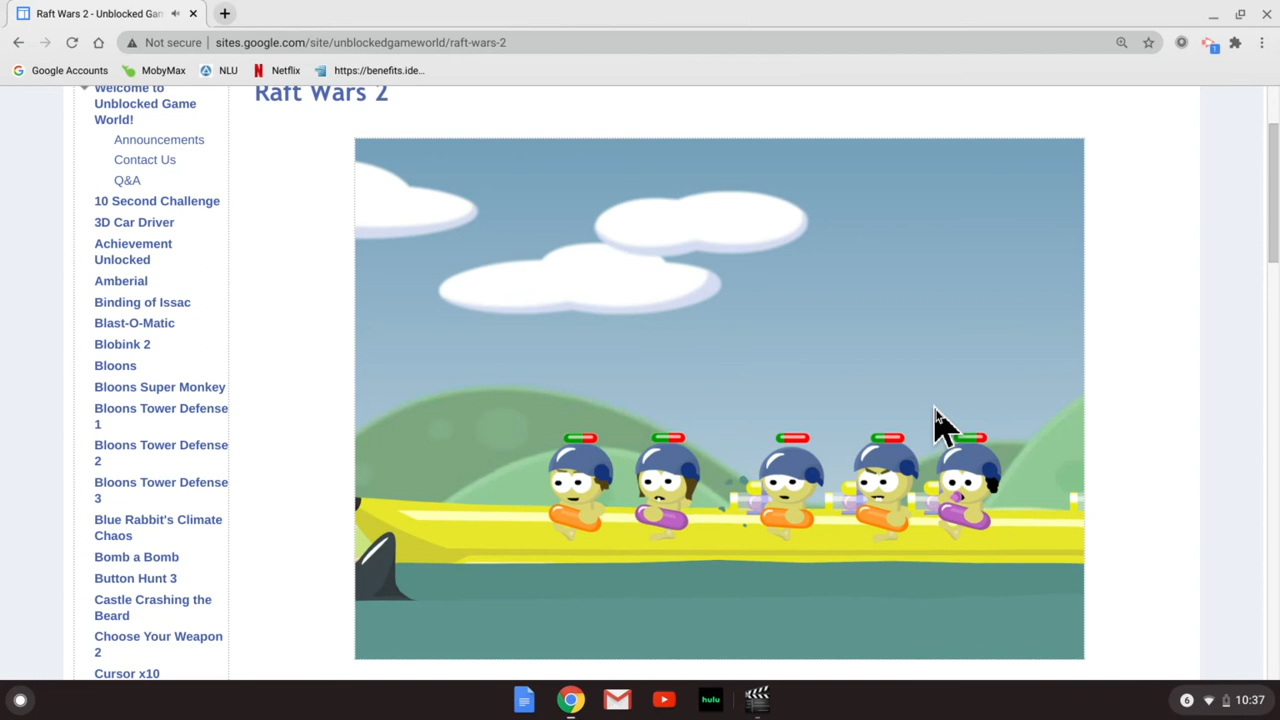 Raft Wars 2 - Unblocked Gam
Not secure | sites.google.com/site/unblockedgameworld/raft-wars-2
1
Google Accounts MobyMax NLU Netflix https://benefits.ide...
Welcome to
Unblocked Game
World!
Announcements
Contact Us
Q&A
10 Second Challenge
3D Car Driver
Achievement
Unlocked
Amberial
Binding of Issac
Blast-O-Matic
Blobink 2
Bloons
Bloons Super Monkey
Bloons Tower Defense
1
Bloons Tower Defense
2
Bloons Tower Defense
3
Blue Rabbit's Climate
Chaos
Bomb a Bomb
Button Hunt 3
Castle Crashing the
Beard
Choose Your Weapon
2
Cursor x10
Raft Wars 2
hulu
6 10:37